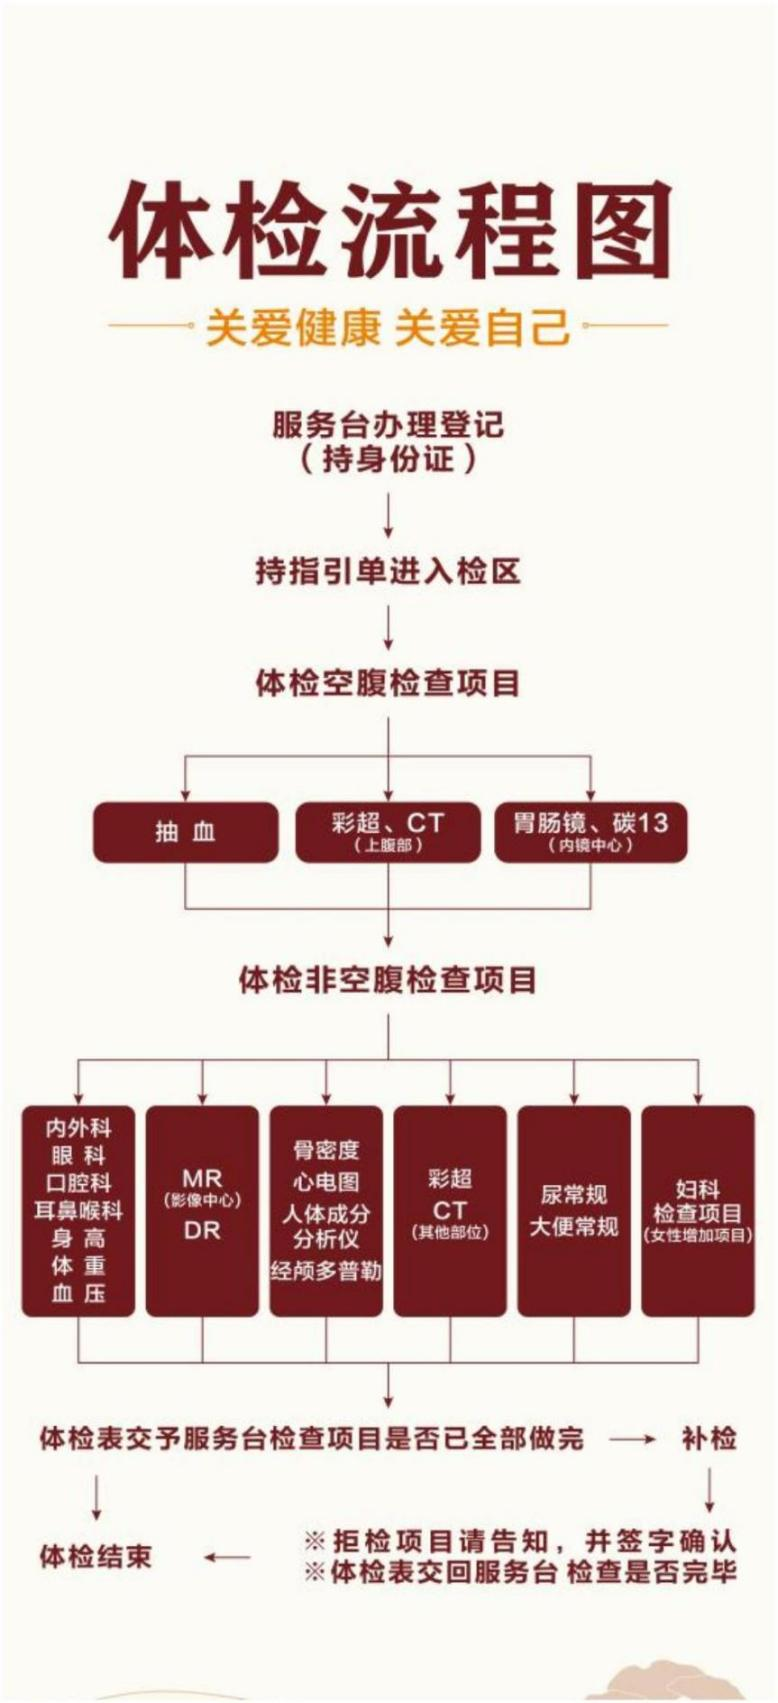 体检流程图
关爱健康 关爱自己
服务台办理登记
（持身份证）
持指引单进入检区
体检空腹检查项目
抽 血
彩超、CT
（上腹部）
胃肠镜、碳13
（内镜中心）
体检非空腹检查项目
内外科
眼 科
口腔科
耳鼻喉科
身 高
体 重
血 压
MR
(影像中心)
DR
骨密度
心电图
人体成分
分析仪
经颅多普勒
彩超
CT
(其他部位)
尿常规
大便常规
妇科
检查项目
(女性增加项目)
体检表交予服务台检查项目是否已全部做完
补检
※拒检项目请告知，并签字确认
※体检表交回服务台 检查是否完毕
体检结束